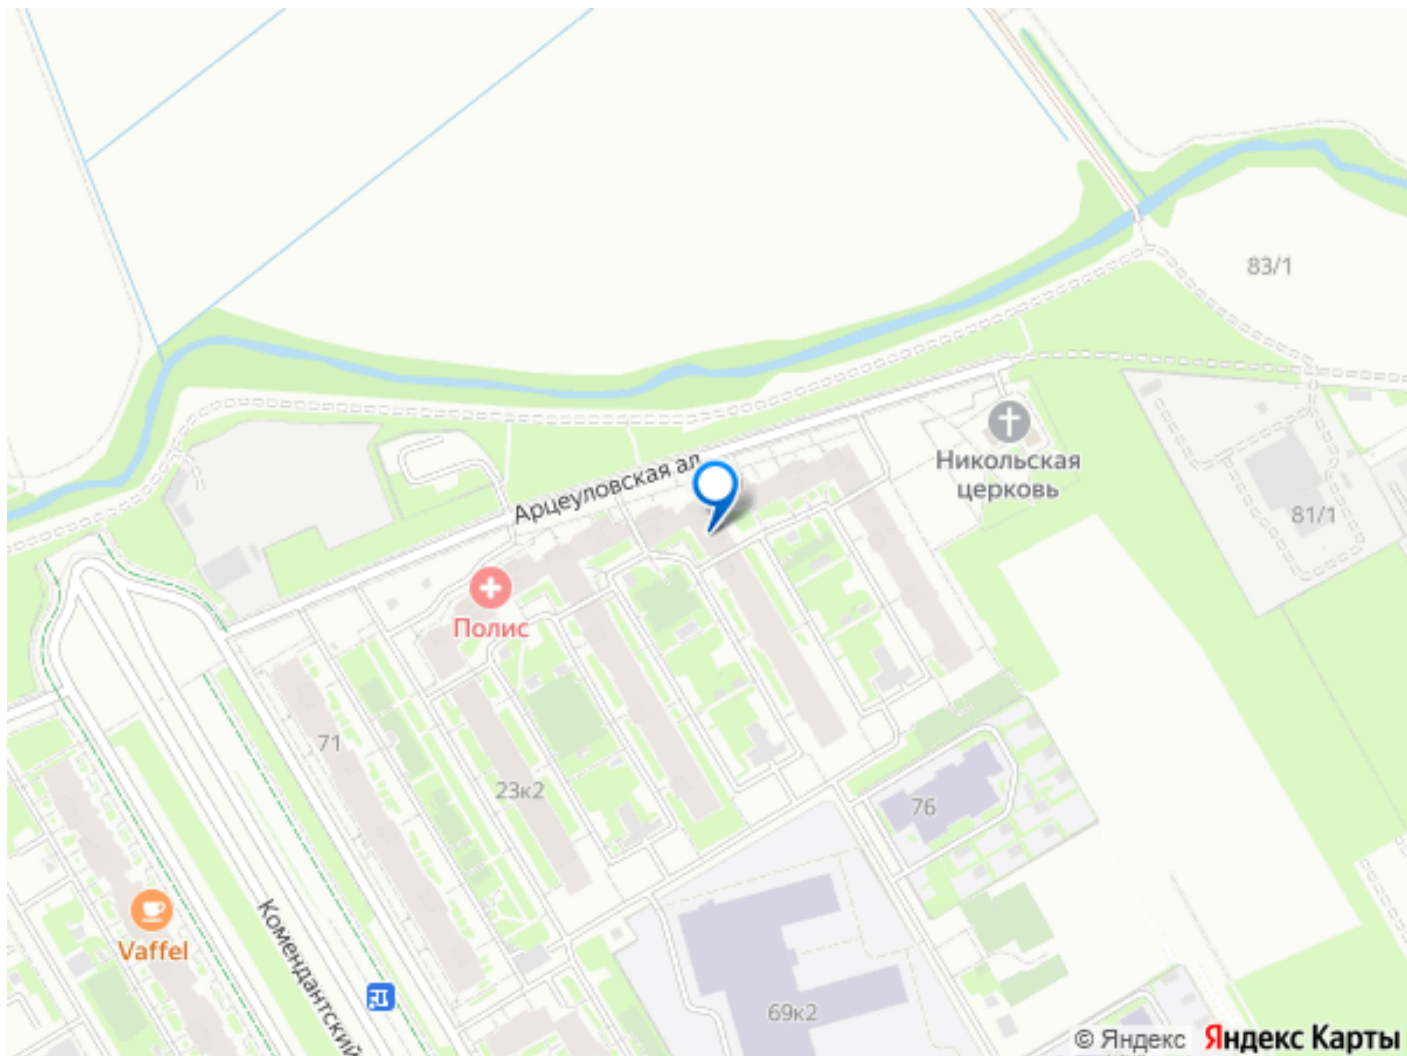 83/1
Арцеуловская ал.
Никольская
церковь
81/1
Полис
71
23к2
76
Vaffel
Комендантский
69к2
© Яндекс Яндекс Карты